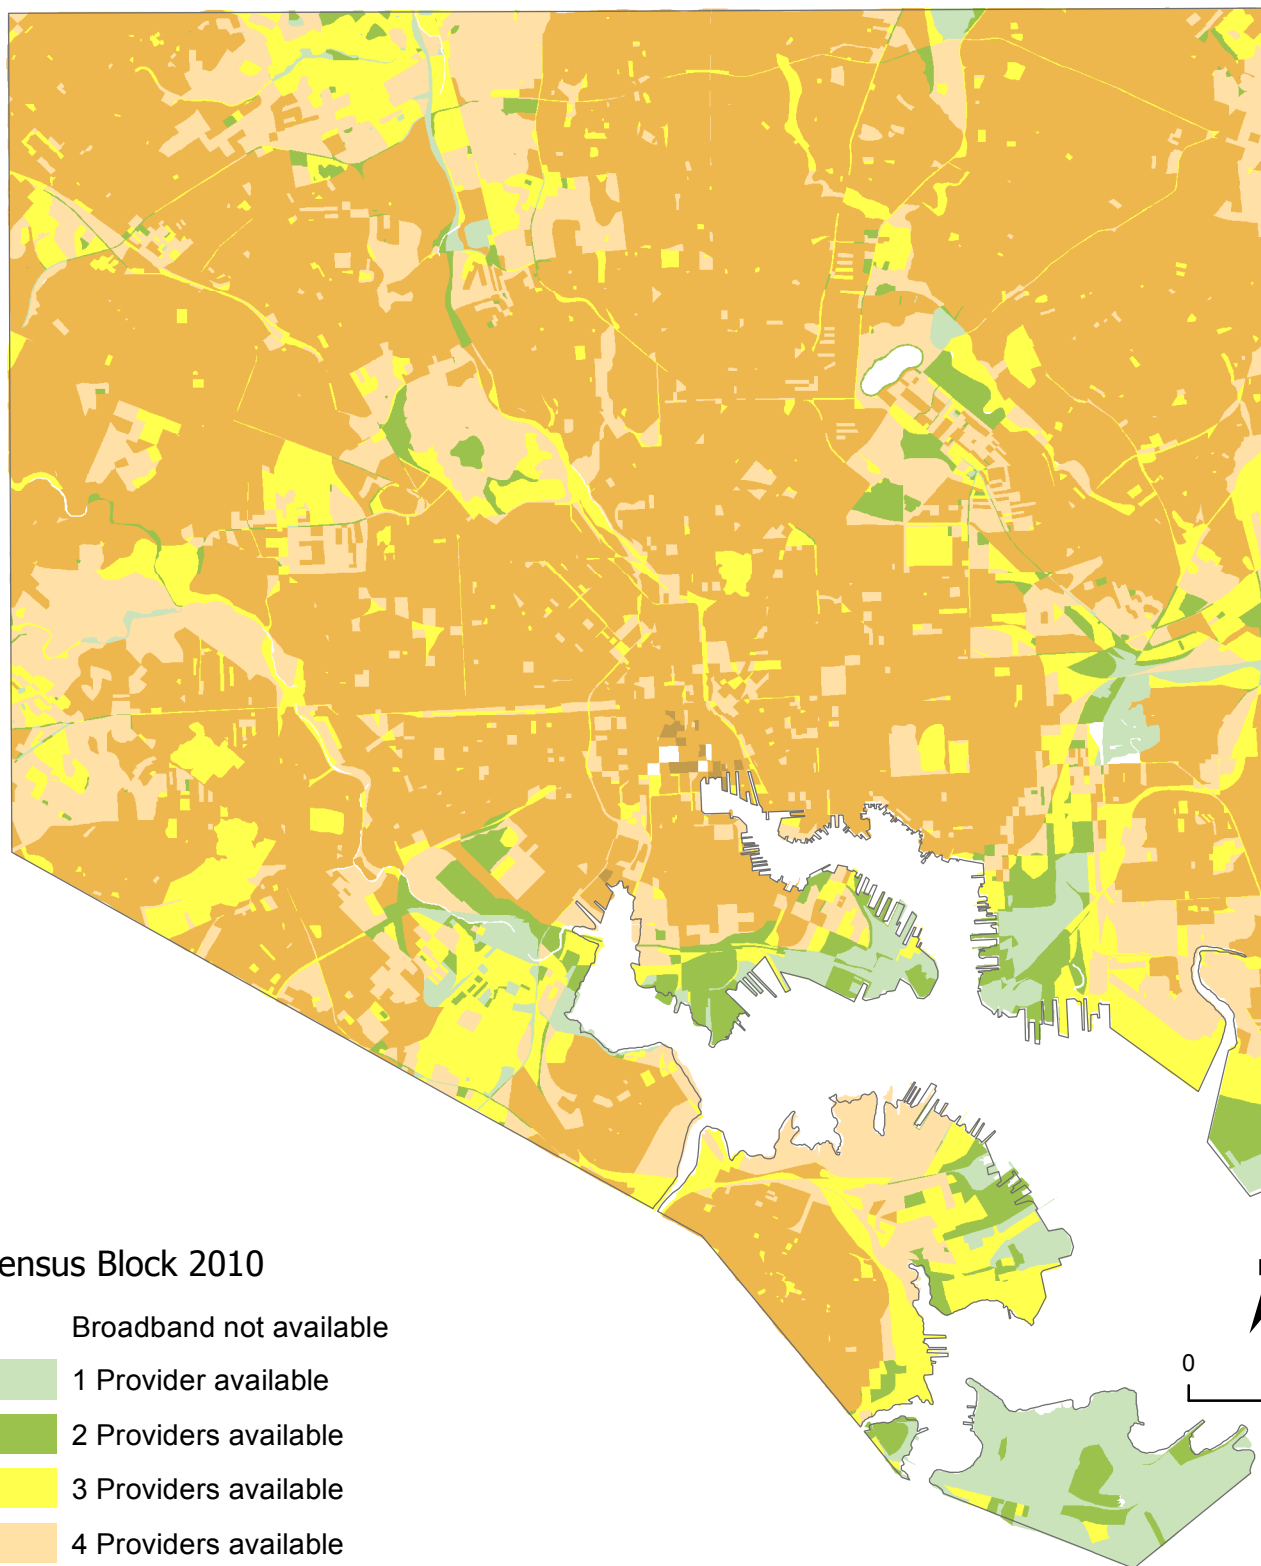 ensus Block 2010
Broadband not available
1 Provider available
2 Providers available
3 Providers available
4 Providers available
0